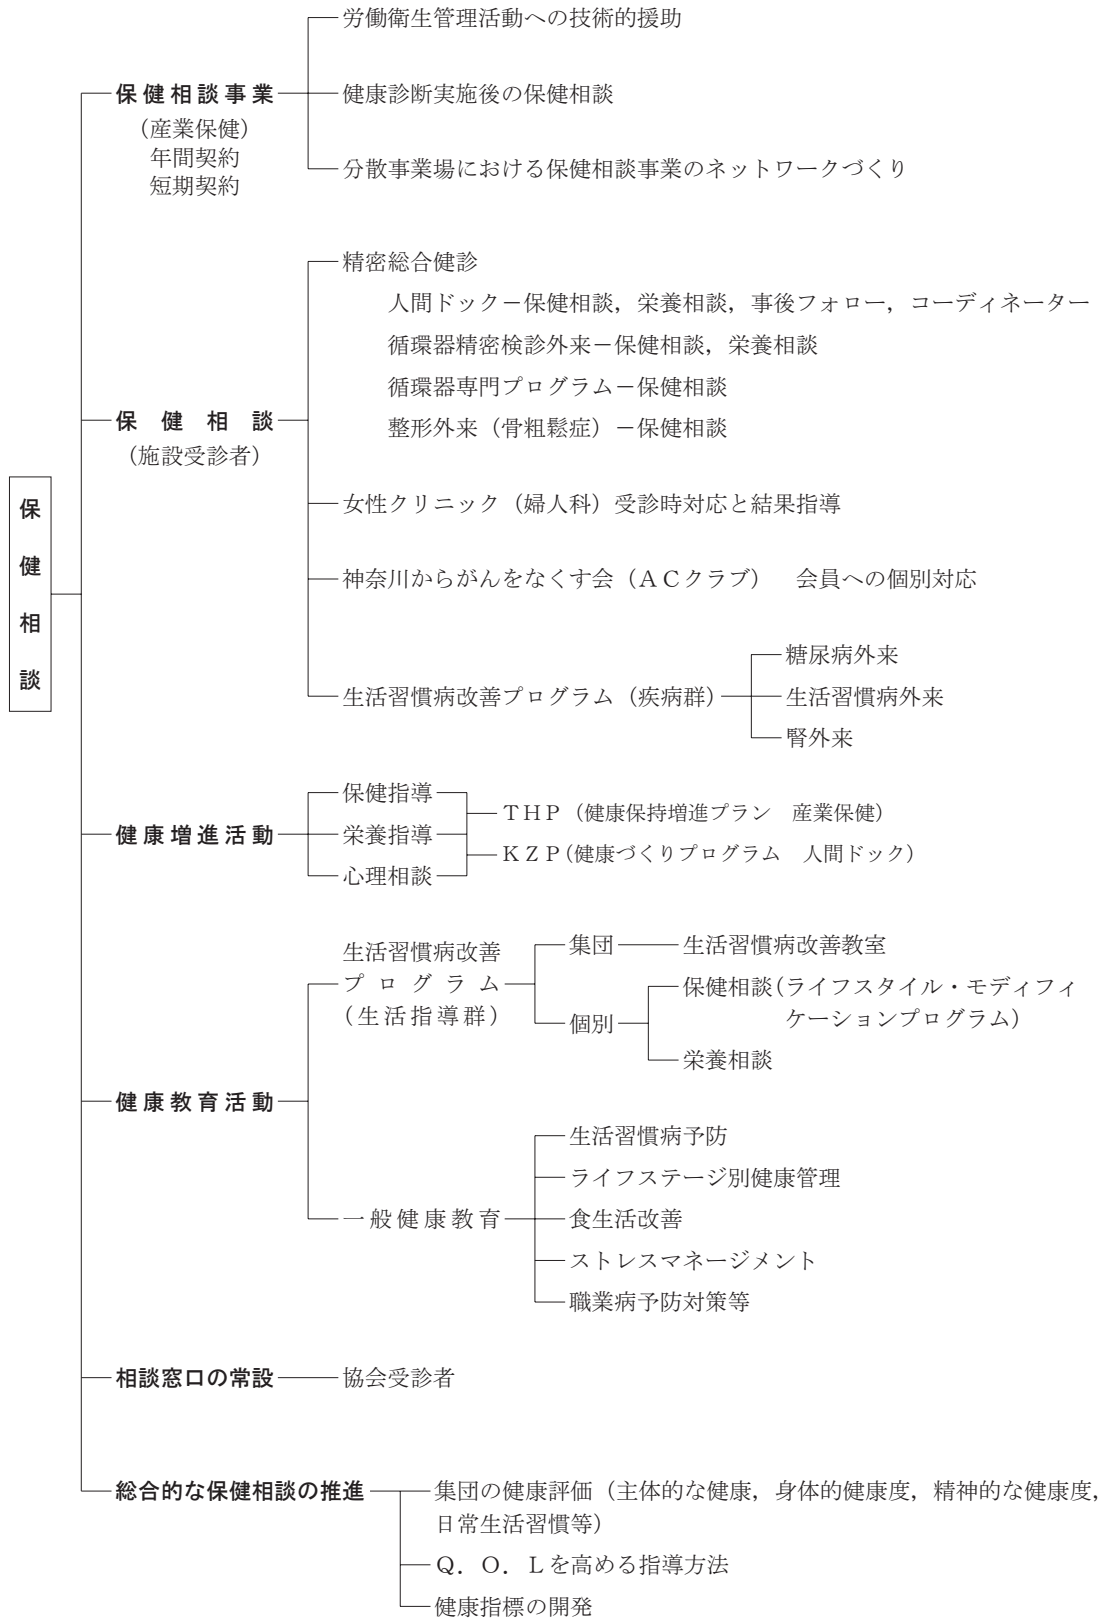 保健相談
保健相談事業
（産業保健）
年間契約
短期契約
労働衛生管理活動への技術的援助
健康診断実施後の保健相談
分散事業場における保健相談事業のネットワークづくり
保健相談
（施設受診者）
精密総合健診
人間ドック－保健相談，栄養相談，事後フォロー，コーディネーター
循環器精密検診外来－保健相談，栄養相談
循環器専門プログラム－保健相談
整形外来（骨粗鬆症）－保健相談
女性クリニック（婦人科）受診時対応と結果指導
神奈川からがんをなくす会（ＡＣクラブ）　会員への個別対応
生活習慣病改善プログラム（疾病群）
糖尿病外来
生活習慣病外来
腎外来
健康増進活動
保健指導
栄養指導
心理相談
ＴＨＰ（健康保持増進プラン　産業保健）
ＫＺＰ（健康づくりプログラム　人間ドック）
健康教育活動
生活習慣病改善
プログラム
（生活指導群）
集団
生活習慣病改善教室
個別
保健相談（ライフスタイル・モディフィ
ケーションプログラム）
栄養相談
一般健康教育
生活習慣病予防
ライフステージ別健康管理
食生活改善
ストレスマネージメント
職業病予防対策等
相談窓口の常設
協会受診者
総合的な保健相談の推進
集団の健康評価（主体的な健康，身体的健康度，精神的な健康度，
日常生活習慣等）
Ｑ．Ｏ．Ｌを高める指導方法
健康指標の開発